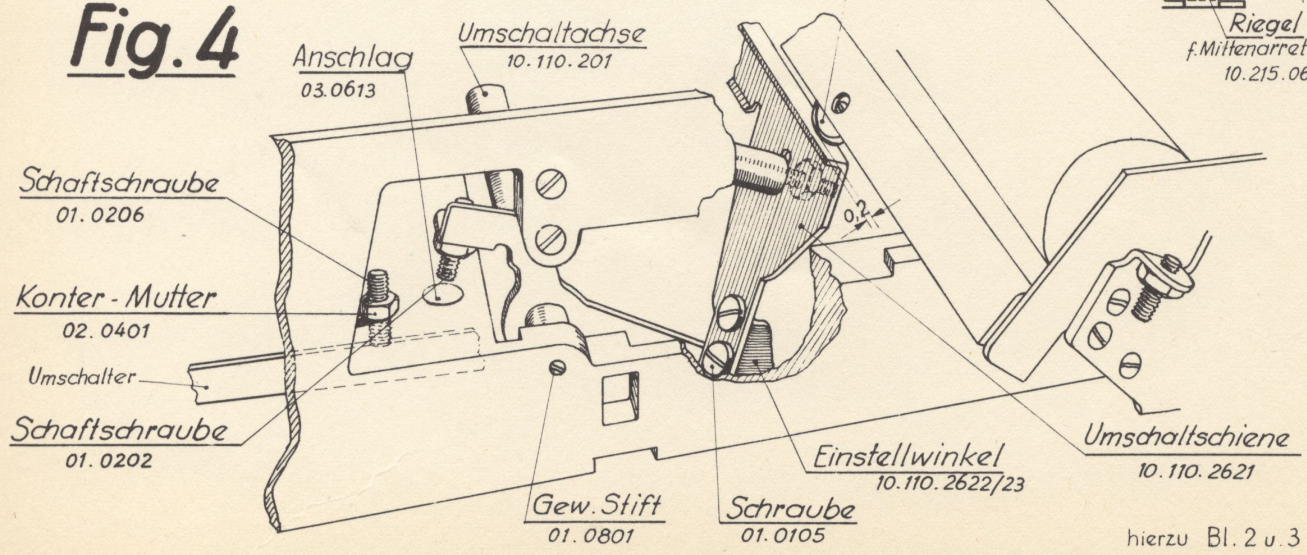 Fig. 4
Umschaltachse
10.110.201
Anschlag
03.0613
Riegel
f. Mittenarret
10.215.06
Schaftschraube
01.0206
0,2
Konter-Mutter
02.0401
Umschalter
Schaftschraube
01.0202
Umschaltschiene
10.110.2621
Einstellwinkel
10.110.2622/23
Gew. Stift
01.0801
Schraube
01.0105
hierzu Bl. 2 u. 3